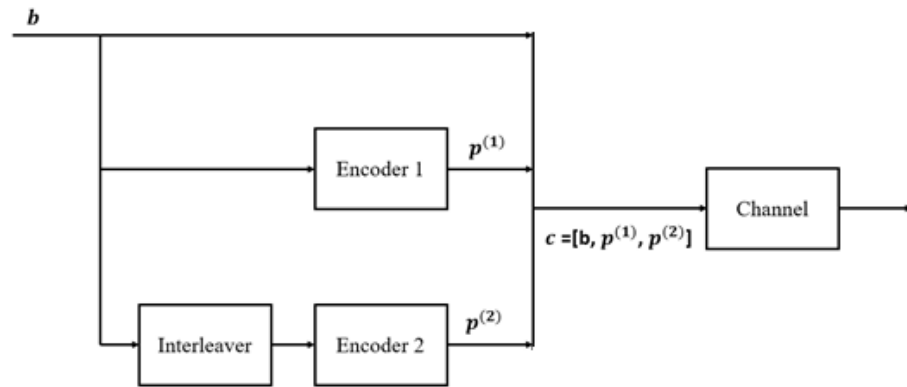 b
Encoder 1
p^(1)
Channel
c =[b, p^(1), p^(2)]
Interleaver
Encoder 2
p^(2)